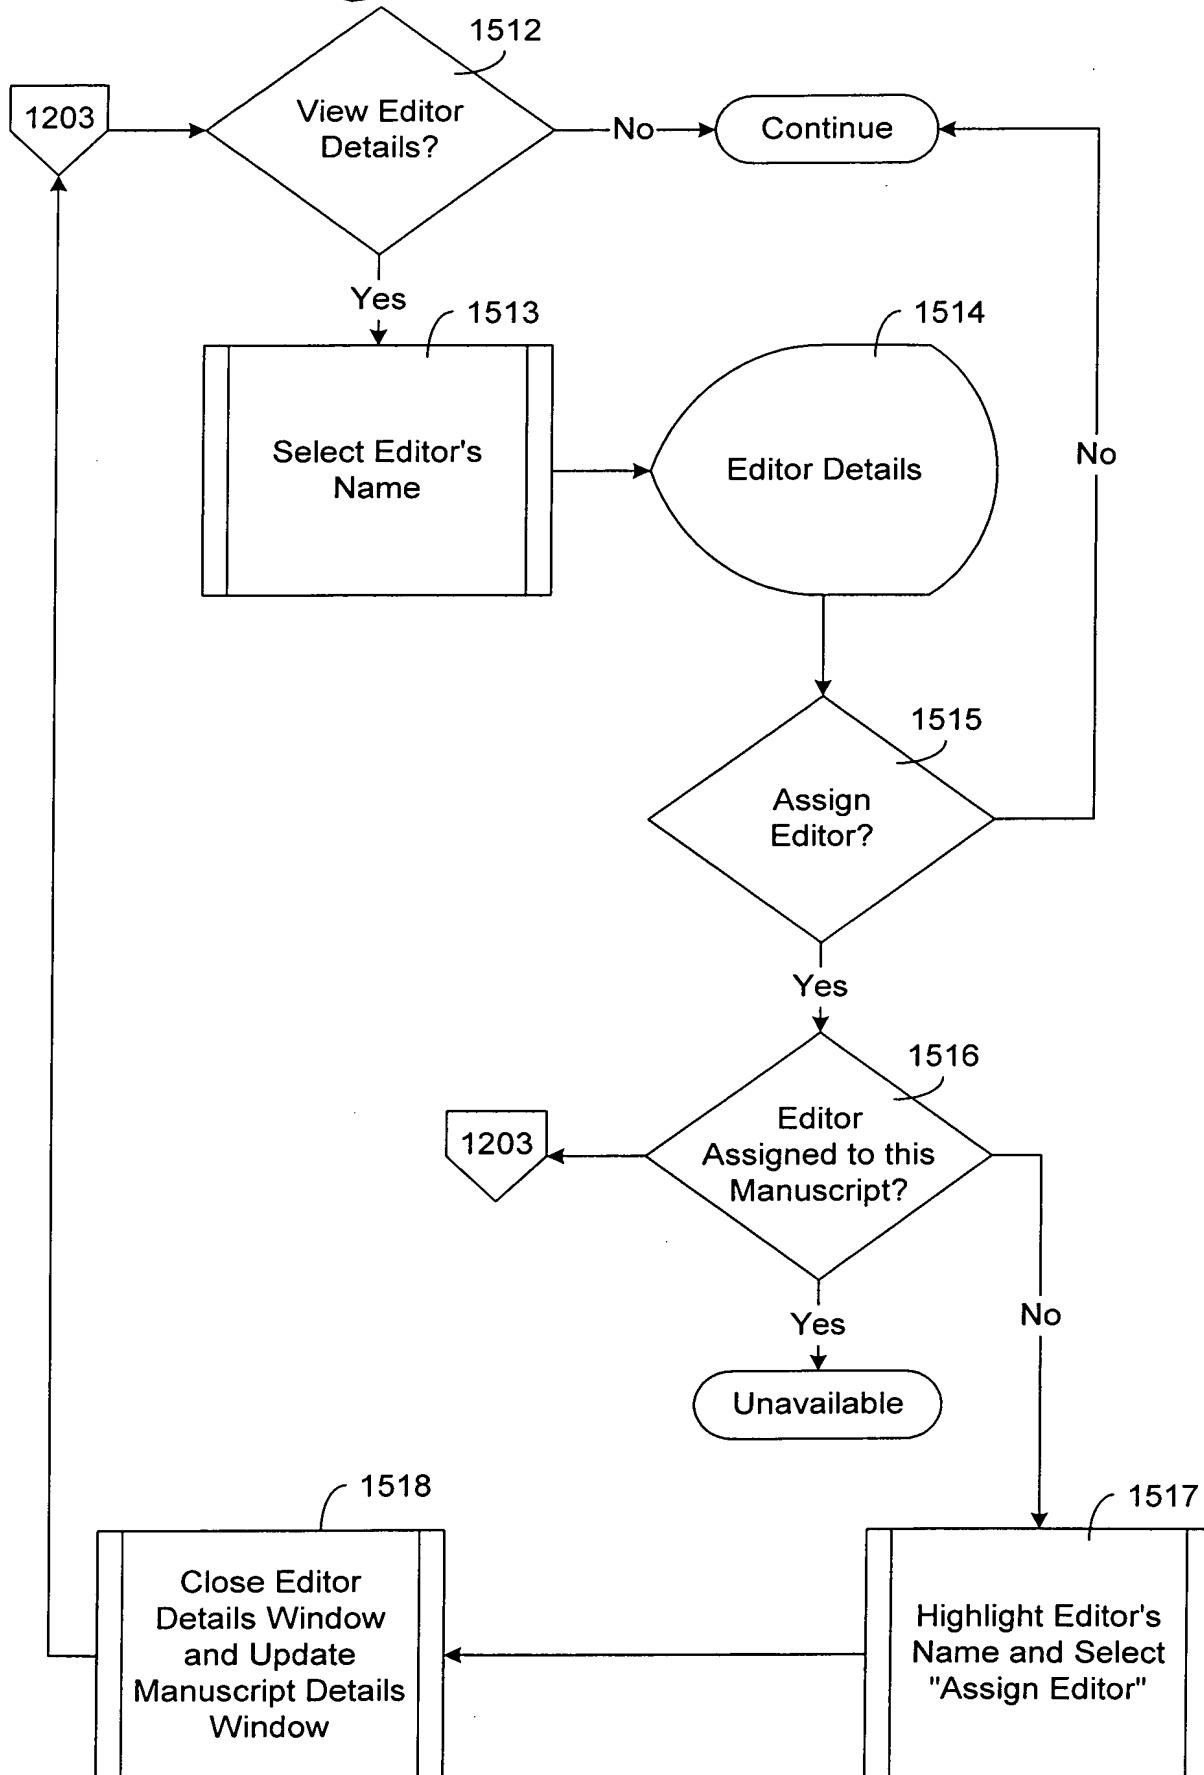 1512
1203
View Editor
Details?
No
Continue
Yes
1513
1514
Select Editor's
Name
Editor Details
No
1515
Assign
Editor?
Yes
1516
1203
Editor
Assigned to this
Manuscript?
Yes
No
Unavailable
1518
1517
Close Editor
Details Window
and Update
Manuscript Details
Window
Highlight Editor's
Name and Select
"Assign Editor"